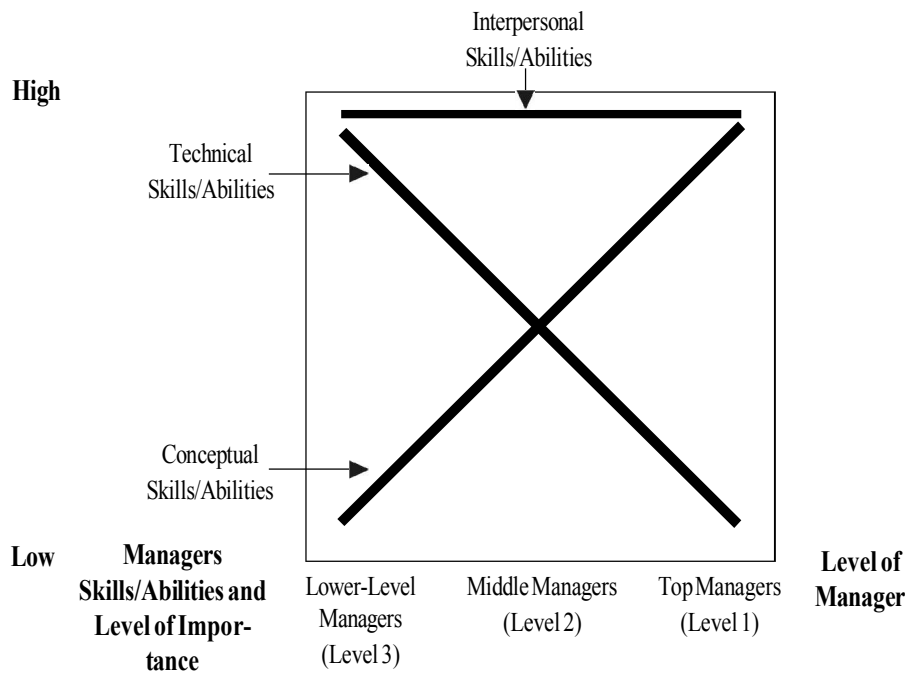 Interpersonal
Skills/Abilities
High
Technical
Skills/Abilities
Conceptual
Skills/Abilities
Low
Managers
Skills/Abilities and
Level of Impor-
tance
Lower-Level
Managers
(Level 3)
Middle Managers
(Level 2)
Top Managers
(Level 1)
Level of
Manager